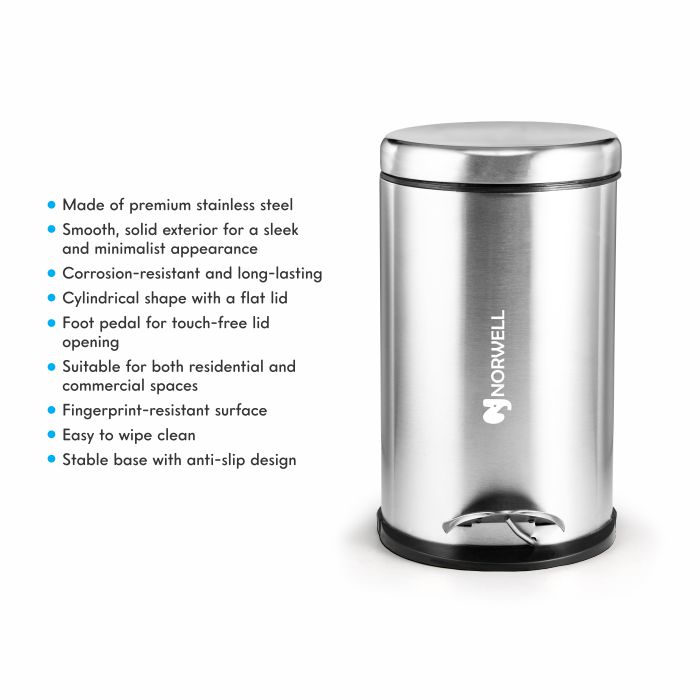 Made of premium stainless steel
Smooth, solid exterior for a sleek
and minimalist appearance
Corrosion-resistant and long-lasting
Cylindrical shape with a flat lid
Foot pedal for touch-free lid
opening
Suitable for both residential and
commercial spaces
Fingerprint-resistant surface
Easy to wipe clean
Stable base with anti-slip design
NORWELL